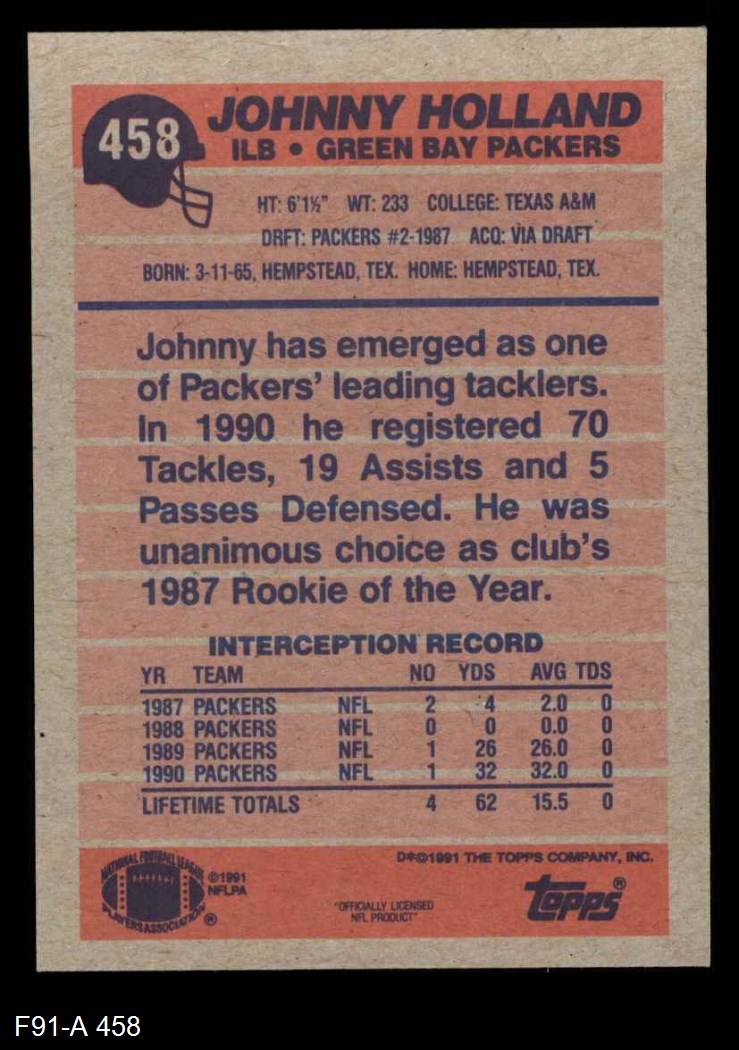 458
JOHNNY HOLLAND
ILB • GREEN BAY PACKERS
HT: 6'1½" WT: 233 COLLEGE: TEXAS A&M
DRFT: PACKERS #2-1987 ACQ: VIA DRAFT
BORN: 3-11-65, HEMPSTEAD, TEX. HOME: HEMPSTEAD, TEX.
Johnny has emerged as one
of Packers' leading tacklers.
In 1990 he registered 70
Tackles, 19 Assists and 5
Passes Defensed. He was
unanimous choice as club's
1987 Rookie of the Year.
INTERCEPTION RECORD
YR TEAM NO YDS AVG TDS
1987 PACKERS NFL 2 4 2.0 0
1988 PACKERS NFL 0 0 0.0 0
1989 PACKERS NFL 1 26 26.0 0
1990 PACKERS NFL 1 32 32.0 0
LIFETIME TOTALS 4 62 15.5 0
D*©1991 THE TOPPS COMPANY, INC.
NATIONAL FOOTBALL LEAGUE
PLAYERS ASSOCIATION ®
©1991
NFLPA
"OFFICIALLY LICENSED
NFL PRODUCT"
topps®
F91-A 458